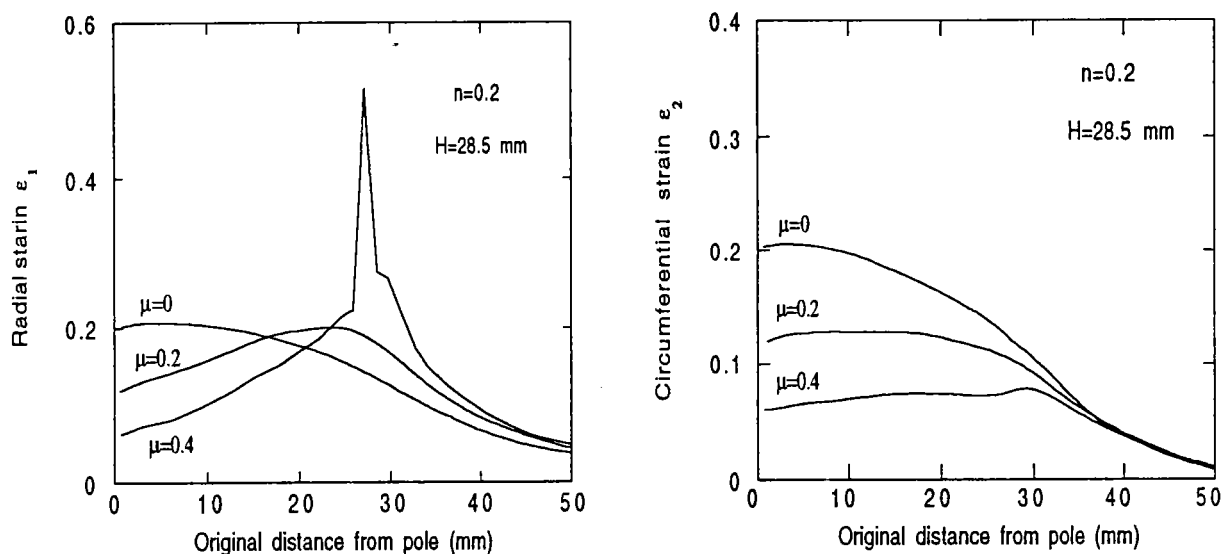 0.6
0.4
0.2
0
Radial starin ε₁
n=0.2
H=28.5 mm
μ=0
μ=0.2
μ=0.4
0 10 20 30 40 50
Original distance from pole (mm)
0.4
0.3
0.2
0.1
0
Circumferential strain ε₂
n=0.2
H=28.5 mm
μ=0
μ=0.2
μ=0.4
0 10 20 30 40 50
Original distance from pole (mm)